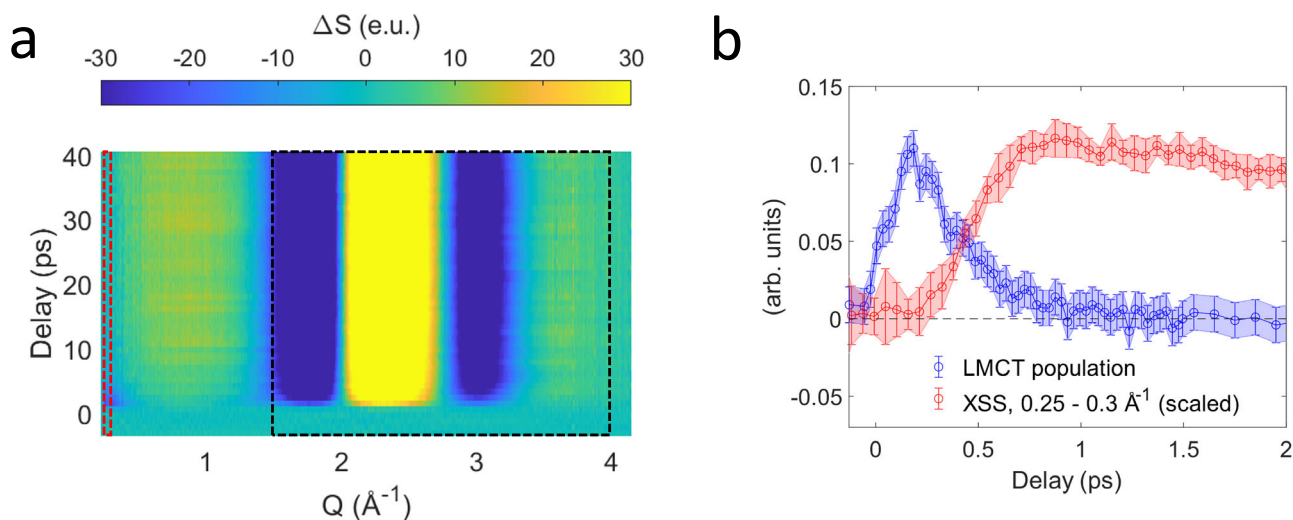 a
ΔS (e.u.)
-30 -20 -10 0 10 20 30
40
30
20
10
0
Delay (ps)
1 2 3 4
Q (Å⁻¹)
b
0.15
0.1
0.05
0
-0.05
(arb. units)
LMCT population
XSS, 0.25 - 0.3 Å⁻¹ (scaled)
0 0.5 1 1.5 2
Delay (ps)